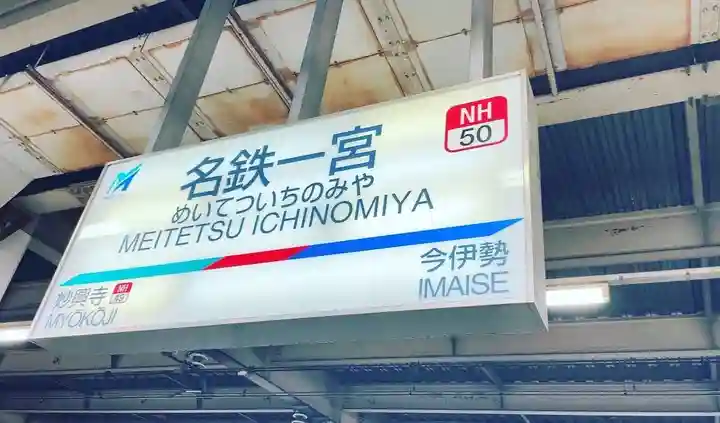 NH
50
名鉄一宮
めいてついちのみや
MEITETSU ICHINOMIYA
今伊勢
IMAISE
妙興寺 NH 49
MYOKOJI